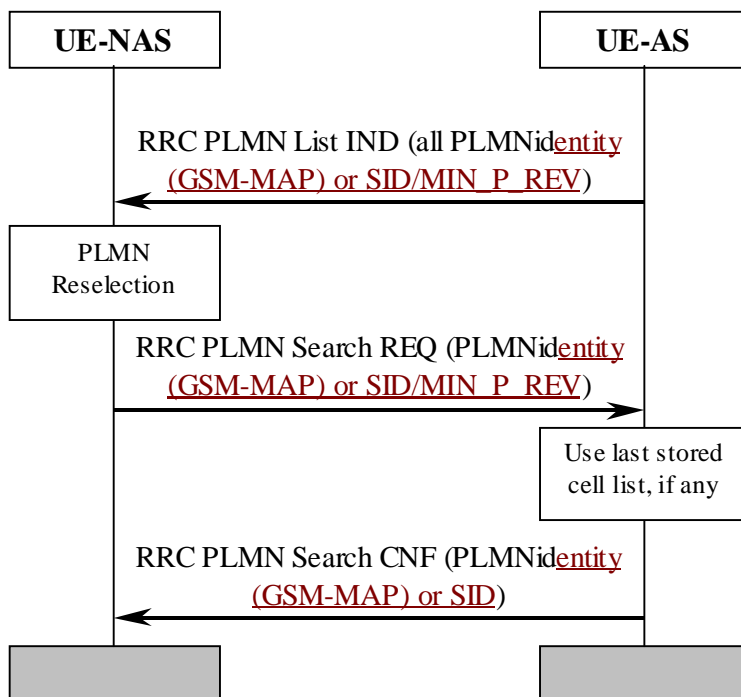 UE-NAS
UE-AS
RRC PLMN List IND (all PLMNidentity
(GSM-MAP) or SID/MIN_P_REV)
PLMN
Reselection
RRC PLMN Search REQ (PLMNidentity
(GSM-MAP) or SID/MIN_P_REV)
Use last stored
cell list, if any
RRC PLMN Search CNF (PLMNidentity
(GSM-MAP) or SID)